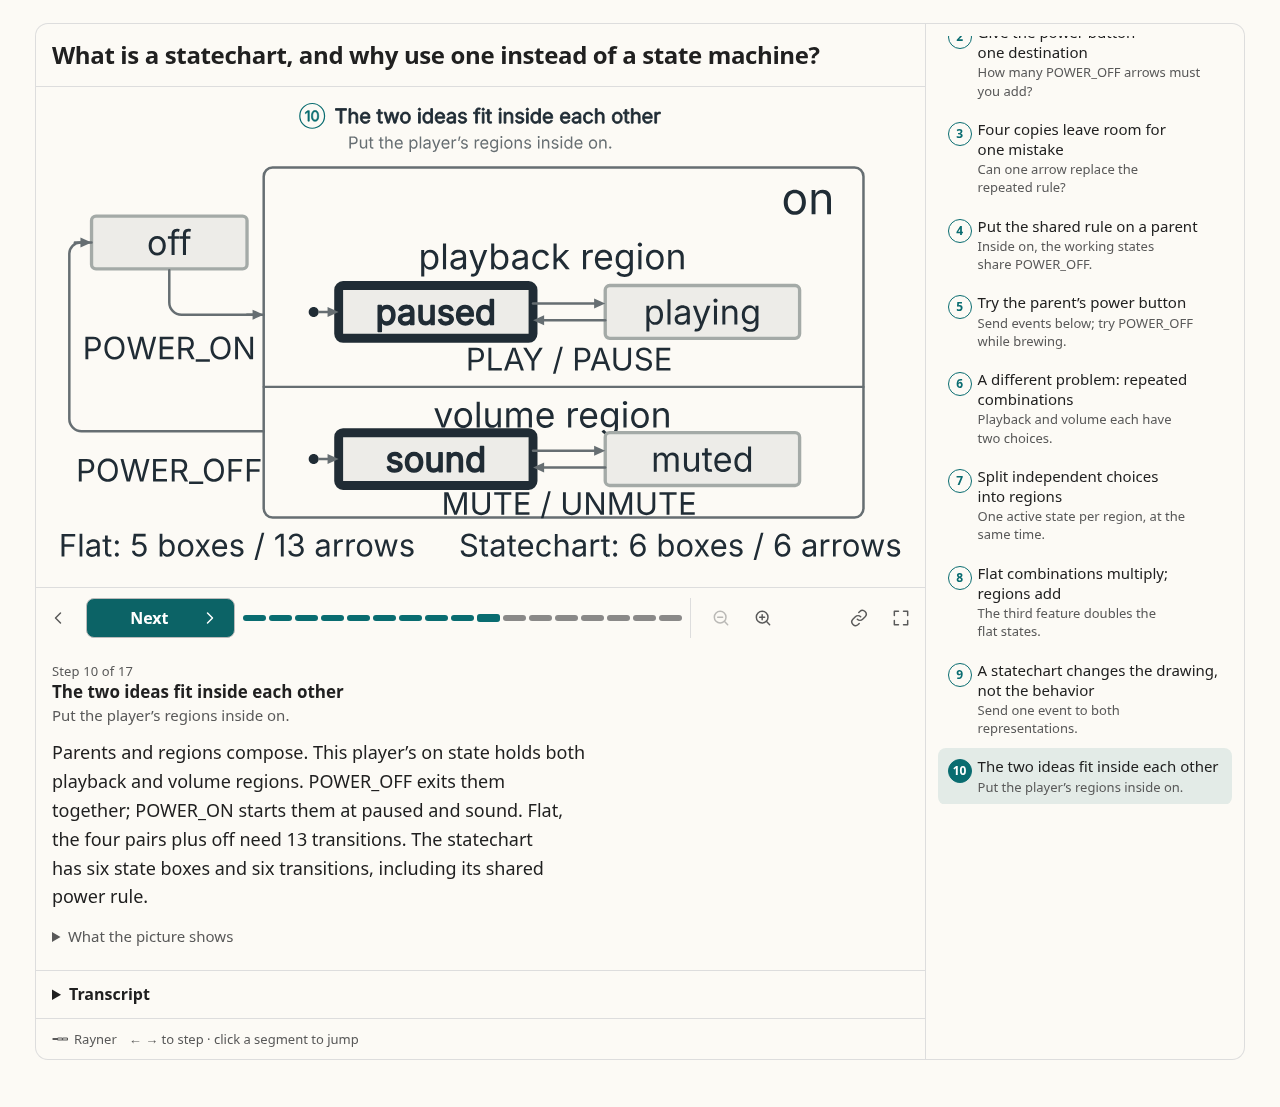 What is a statechart, and why use one instead of a state machine?
10 The two ideas fit inside each other
Put the player’s regions inside on.
on
off
playback region
paused
playing
POWER_ON
PLAY / PAUSE
volume region
sound
muted
POWER_OFF
MUTE / UNMUTE
Flat: 5 boxes / 13 arrows
Statechart: 6 boxes / 6 arrows
Next
Step 10 of 17
The two ideas fit inside each other
Put the player’s regions inside on.
Parents and regions compose. This player’s on state holds both
playback and volume regions. POWER_OFF exits them
together; POWER_ON starts them at paused and sound. Flat,
the four pairs plus off need 13 transitions. The statechart
has six state boxes and six transitions, including its shared
power rule.
What the picture shows
Transcript
Rayner ← → to step · click a segment to jump
2 Give the power button
one destination
How many POWER_OFF arrows must
you add?
3 Four copies leave room for
one mistake
Can one arrow replace the
repeated rule?
4 Put the shared rule on a parent
Inside on, the working states
share POWER_OFF.
5 Try the parent’s power button
Send events below; try POWER_OFF
while brewing.
6 A different problem: repeated
combinations
Playback and volume each have
two choices.
7 Split independent choices
into regions
One active state per region, at the
same time.
8 Flat combinations multiply;
regions add
The third feature doubles the
flat states.
9 A statechart changes the drawing,
not the behavior
Send one event to both
representations.
10 The two ideas fit inside each other
Put the player’s regions inside on.